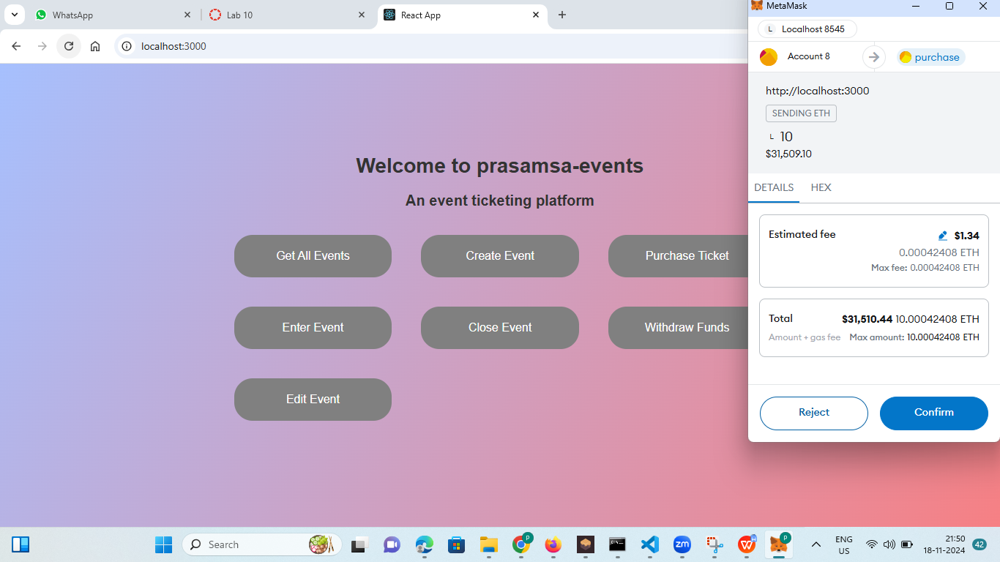 WhatsApp
Lab 10
React App
localhost:3000
MetaMask
L Localhost 8545
Account 8
purchase
http://localhost:3000
SENDING ETH
L 10
$31,509.10
DETAILS HEX
Estimated fee $1.34
0.00042408 ETH
Max fee: 0.00042408 ETH
Total $31,510.44 10.00042408 ETH
Amount + gas fee Max amount: 10.00042408 ETH
Reject Confirm
Welcome to prasamsa-events
An event ticketing platform
Get All Events Create Event Purchase Ticket
Enter Event Close Event Withdraw Funds
Edit Event
Search
P
zm
W
P
ENG
US
21:50
18-11-2024
42